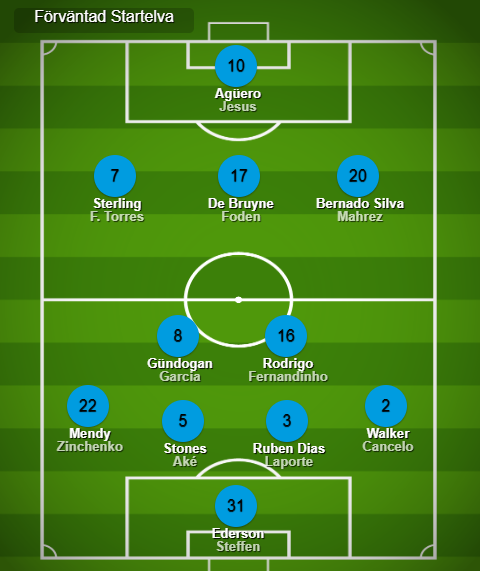 Förväntad Startelva
10
Agüero
Jesus
7
17
20
Sterling
De Bruyne
Bernado Silva
F. Torres
Foden
Mahrez
8
16
Gündogan
Rodrigo
Garcia
Fernandinho
22
2
5
3
Mendy
Walker
Zinchenko
Cancelo
Stones
Ruben Dias
Aké
Laporte
31
Ederson
Steffen